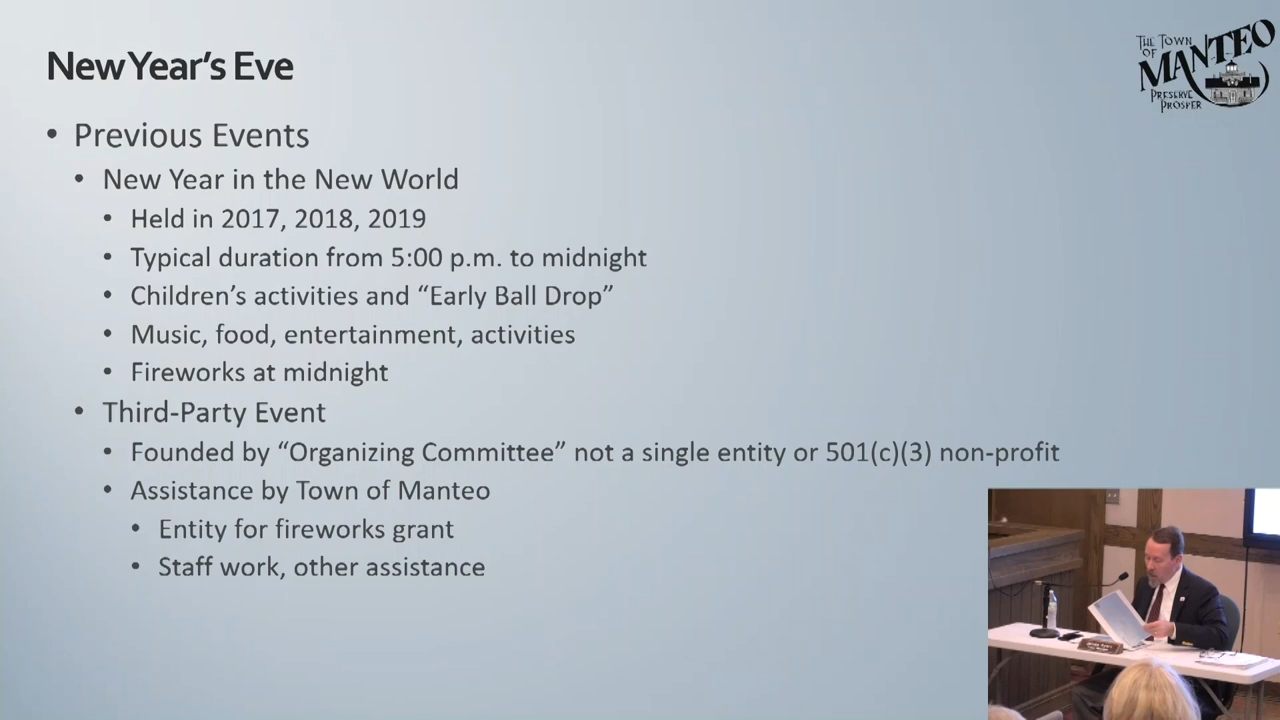 New Year's Eve
THE TOWN
OF
MANTEO
PRESERVE
PROSPER
• Previous Events
• New Year in the New World
• Held in 2017, 2018, 2019
• Typical duration from 5:00 p.m. to midnight
• Children's activities and “Early Ball Drop”
• Music, food, entertainment, activities
• Fireworks at midnight
• Third-Party Event
• Founded by “Organizing Committee” not a single entity or 501(c)(3) non-profit
• Assistance by Town of Manteo
• Entity for fireworks grant
• Staff work, other assistance